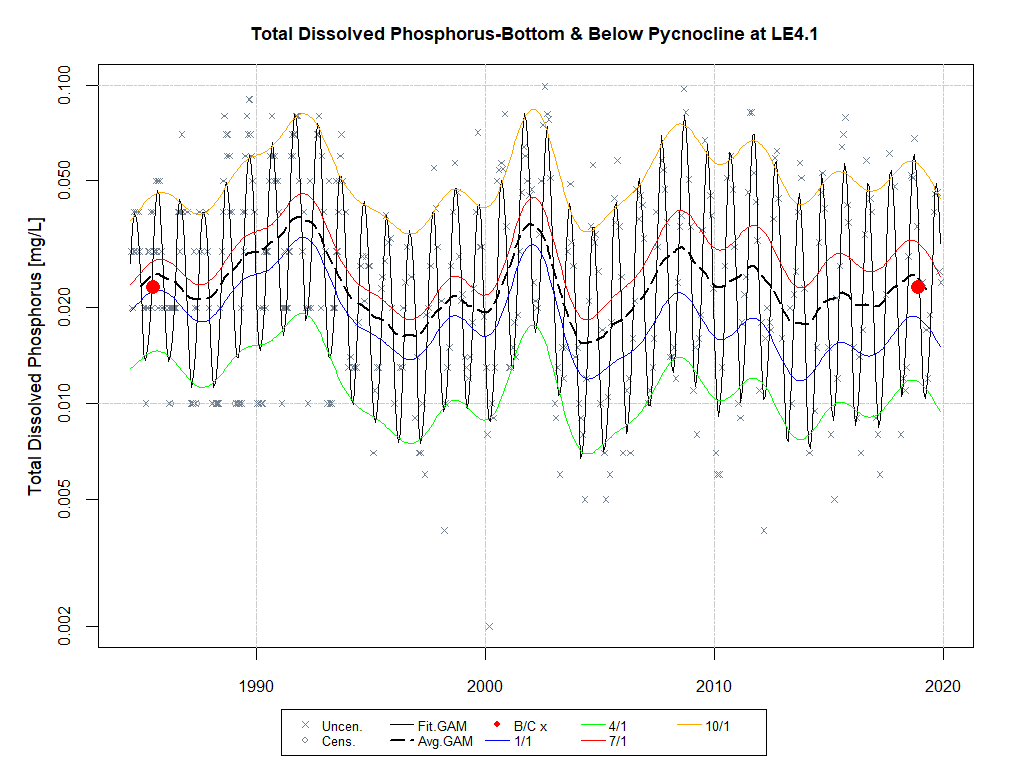 Total Dissolved Phosphorus-Bottom & Below Pycnocline at LE4.1
Total Dissolved Phosphorus [mg/L]
0.100
0.050
0.020
0.010
0.005
0.002
1990 2000 2010 2020
Uncen. Fit.GAM B/C x 4/1 10/1
Cens. Avg.GAM 1/1 7/1